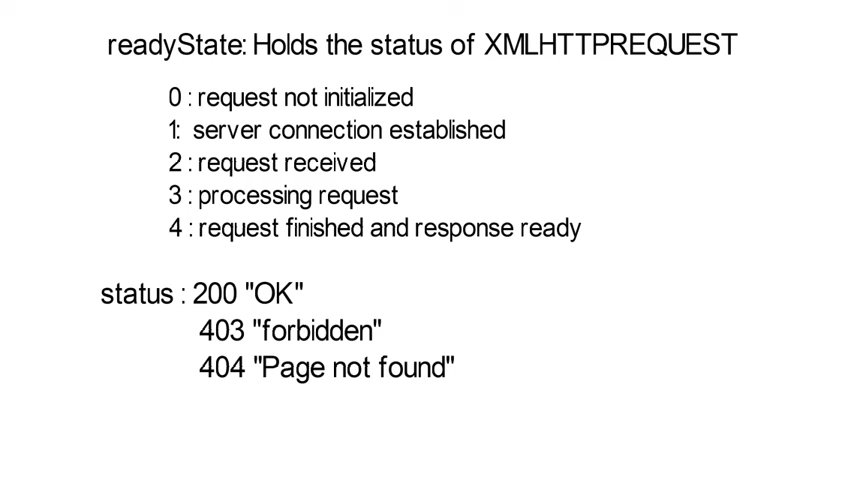 readyState: Holds the status of XMLHTTPREQUEST
0 : request not initialized
1: server connection established
2 : request received
3 : processing request
4 : request finished and response ready
status : 200 "OK"
403 "forbidden"
404 "Page not found"